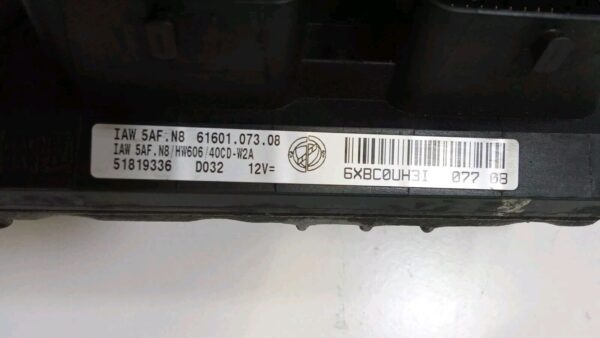 IAW 5AF.N8 61601.073.08
IAW 5AF.N8/HW606/40CD-W2A
51819336 D032 12V=
6XBC0UH3I 077 08